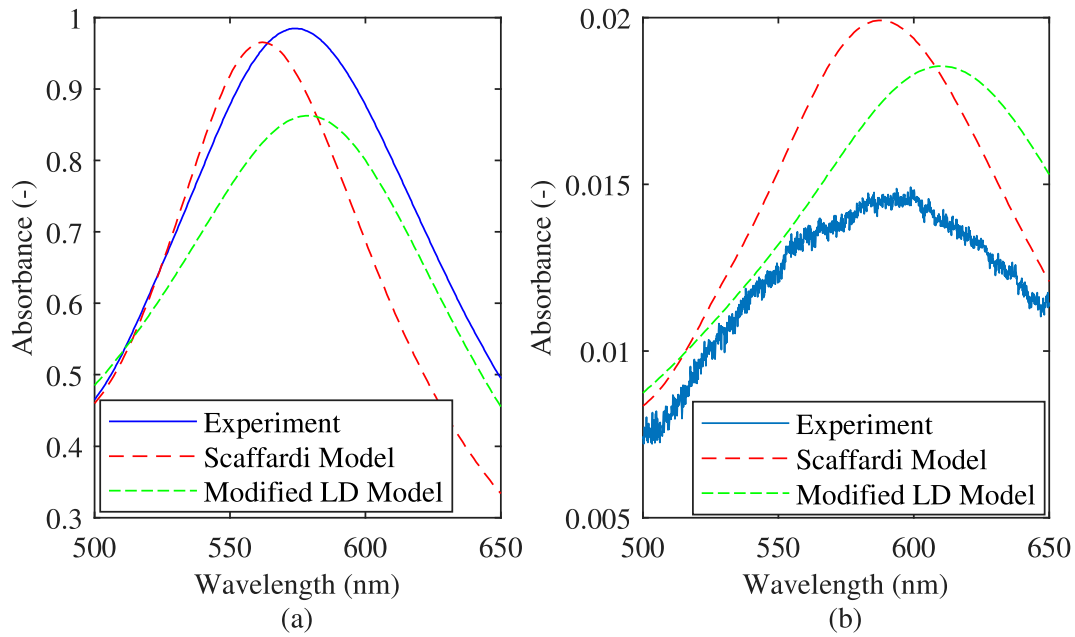 1
0.9
0.8
0.7
0.6
0.5
0.4
0.3
500
550
600
650
Absorbance (-)
Wavelength (nm)
Experiment
Scaffardi Model
Modified LD Model
(a)
0.02
0.015
0.01
0.005
500
550
600
650
Absorbance (-)
Wavelength (nm)
Experiment
Scaffardi Model
Modified LD Model
(b)